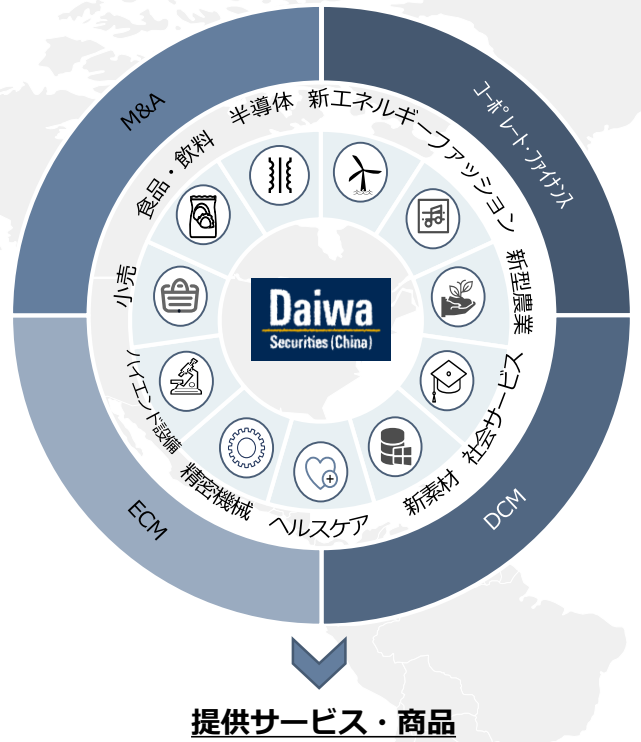 M&A
コーポレート・ファイナンス
半導体
新エネルギー
ファッション
食品・飲料
小売
新型農業
Daiwa
Securities (China)
ハイエンド設備
社会サービス
精密機械
新素材
ヘルスケア
ECM
DCM
提供サービス・商品